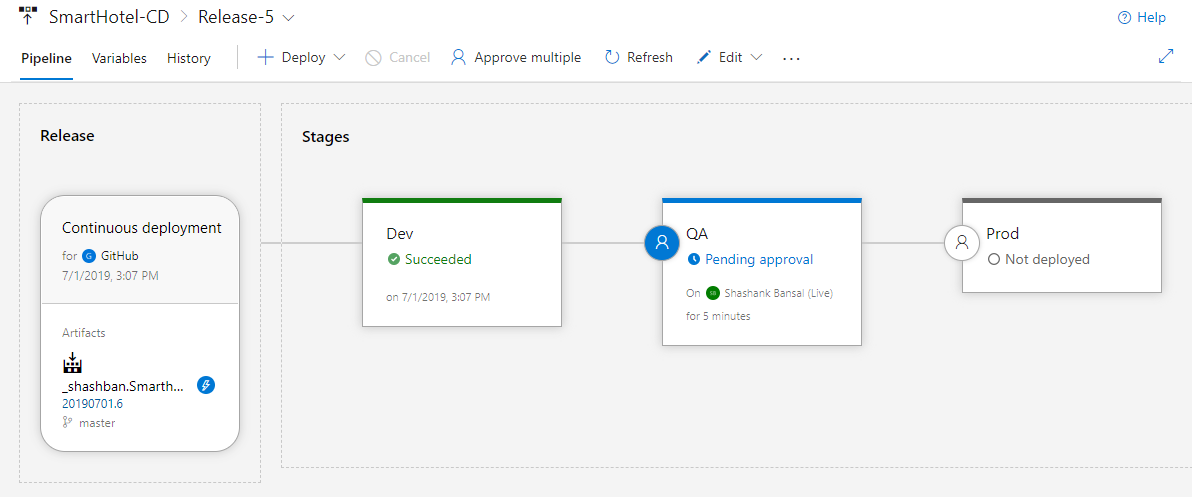 SmartHotel-CD > Release-5
Help
Pipeline Variables History Deploy Cancel Approve multiple Refresh Edit ...
Release
Stages
Continuous deployment
for G GitHub
7/1/2019, 3:07 PM
Artifacts
_shashban.Smarth...
20190701.6
master
Dev
Succeeded
on 7/1/2019, 3:07 PM
QA
Pending approval
On Shashank Bansal (Live)
for 5 minutes
Prod
Not deployed